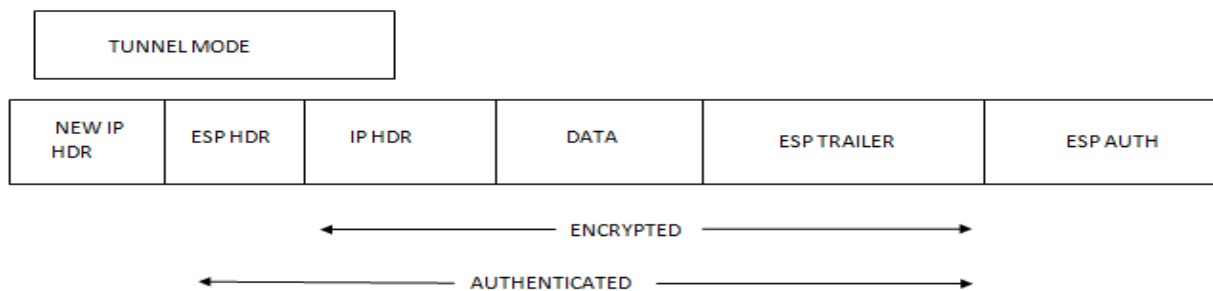 TUNNEL MODE
NEW IP
HDR
ESP HDR
IP HDR
DATA
ESP TRAILER
ESP AUTH
ENCRYPTED
AUTHENTICATED